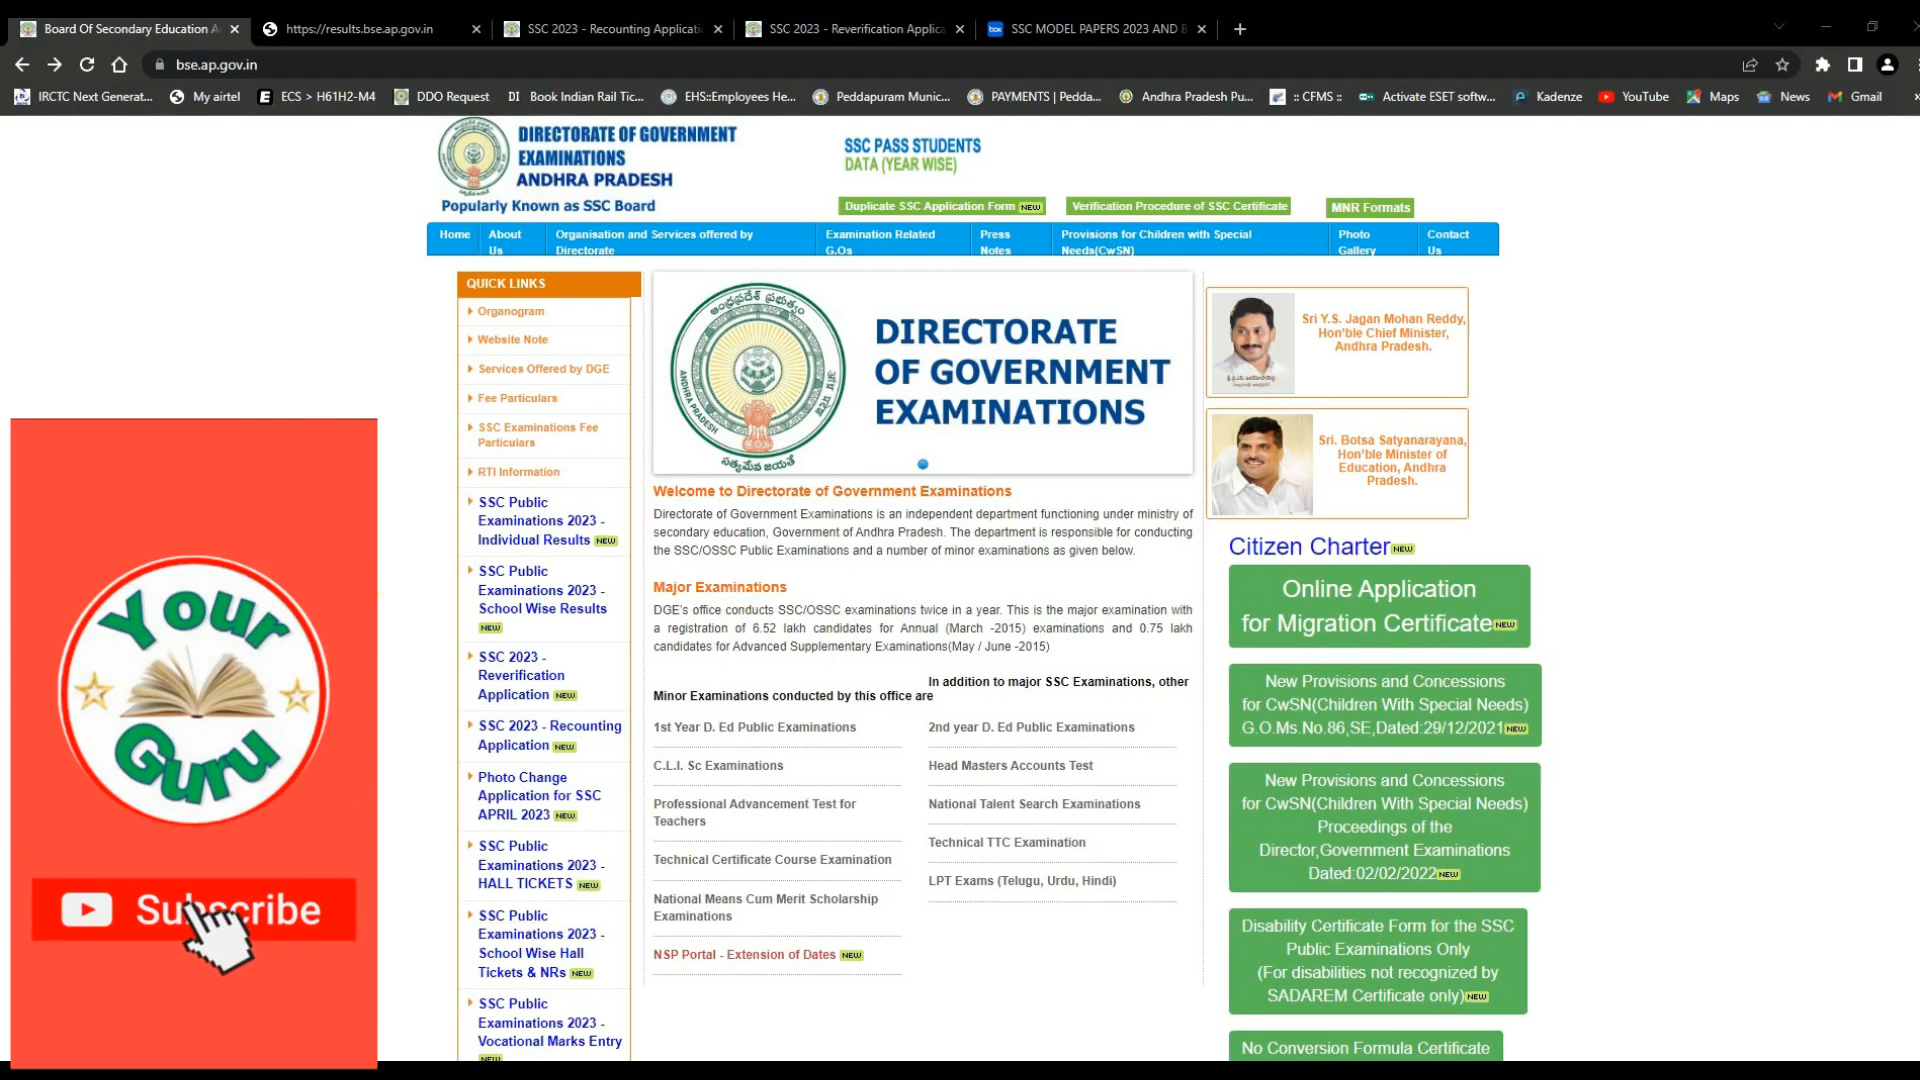 Board Of Secondary Education A
https://results.bse.ap.gov.in
SSC 2023 - Recounting Applicati
SSC 2023 - Reverification Applica
box
SSC MODEL PAPERS 2023 AND B
bse.ap.gov.in
IRCTC Next Generat...
My airtel
ECS > H61H2-M4
DDO Request
DI Book Indian Rail Tic...
EHS::Employees He...
Peddapuram Munic...
PAYMENTS | Pedda...
Andhra Pradesh Pu...
:: CFMS ::
Activate ESET softw...
Kadenze
YouTube
Maps
News
Gmail
DIRECTORATE OF GOVERNMENT
EXAMINATIONS
ANDHRA PRADESH
Popularly Known as SSC Board
SSC PASS STUDENTS
DATA (YEAR WISE)
Duplicate SSC Application Form NEW
Verification Procedure of SSC Certificate
MNR Formats
Home
About
Us
Organisation and Services offered by
Directorate
Examination Related
G.Os
Press
Notes
Provisions for Children with Special
Needs(CwSN)
Photo
Gallery
Contact
Us
QUICK LINKS
Organogram
Website Note
Services Offered by DGE
Fee Particulars
SSC Examinations Fee
Particulars
RTI Information
SSC Public
Examinations 2023 -
Individual Results NEW
SSC Public
Examinations 2023 -
School Wise Results
NEW
SSC 2023 -
Reverification
Application NEW
SSC 2023 - Recounting
Application NEW
Photo Change
Application for SSC
APRIL 2023 NEW
SSC Public
Examinations 2023 -
HALL TICKETS NEW
SSC Public
Examinations 2023 -
School Wise Hall
Tickets & NRs NEW
SSC Public
Examinations 2023 -
Vocational Marks Entry
NEW
ఆంధ్రప్రదేశ్ ప్రభుత్వం
ANDHRA PRADESH
आंध्र प्रदेश
సత్యమేవ జయతే
DIRECTORATE
OF GOVERNMENT
EXAMINATIONS
Welcome to Directorate of Government Examinations
Directorate of Government Examinations is an independent department functioning under ministry of
secondary education, Government of Andhra Pradesh. The department is responsible for conducting
the SSC/OSSC Public Examinations and a number of minor examinations as given below.
Major Examinations
DGE's office conducts SSC/OSSC examinations twice in a year. This is the major examination with
a registration of 6.52 lakh candidates for Annual (March -2015) examinations and 0.75 lakh
candidates for Advanced Supplementary Examinations(May / June -2015)
In addition to major SSC Examinations, other
Minor Examinations conducted by this office are
1st Year D. Ed Public Examinations
2nd year D. Ed Public Examinations
C.L.I. Sc Examinations
Head Masters Accounts Test
Professional Advancement Test for
Teachers
National Talent Search Examinations
Technical TTC Examination
Technical Certificate Course Examination
LPT Exams (Telugu, Urdu, Hindi)
National Means Cum Merit Scholarship
Examinations
NSP Portal - Extension of Dates NEW
Sri Y.S. Jagan Mohan Reddy,
Hon'ble Chief Minister,
Andhra Pradesh.
Sri. Botsa Satyanarayana,
Hon'ble Minister of
Education, Andhra
Pradesh.
Citizen Charter NEW
Online Application
for Migration Certificate NEW
New Provisions and Concessions
for CwSN(Children With Special Needs)
G.O.Ms.No.86,SE,Dated:29/12/2021 NEW
New Provisions and Concessions
for CwSN(Children With Special Needs)
Proceedings of the
Director,Government Examinations
Dated:02/02/2022 NEW
Disability Certificate Form for the SSC
Public Examinations Only
(For disabilities not recognized by
SADAREM Certificate only) NEW
No Conversion Formula Certificate
Your
Guru
Subscribe